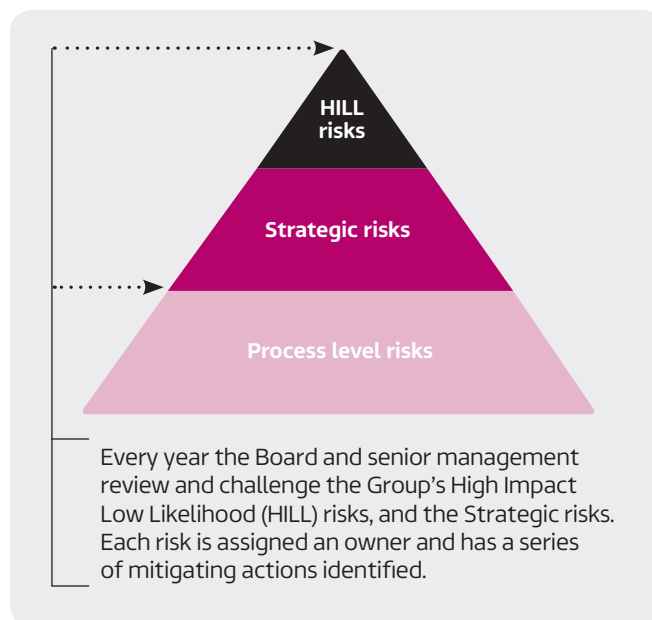 HILL
risks
Strategic risks
Process level risks
Every year the Board and senior management
review and challenge the Group’s High Impact
Low Likelihood (HILL) risks, and the Strategic risks.
Each risk is assigned an owner and has a series
of mitigating actions identified.